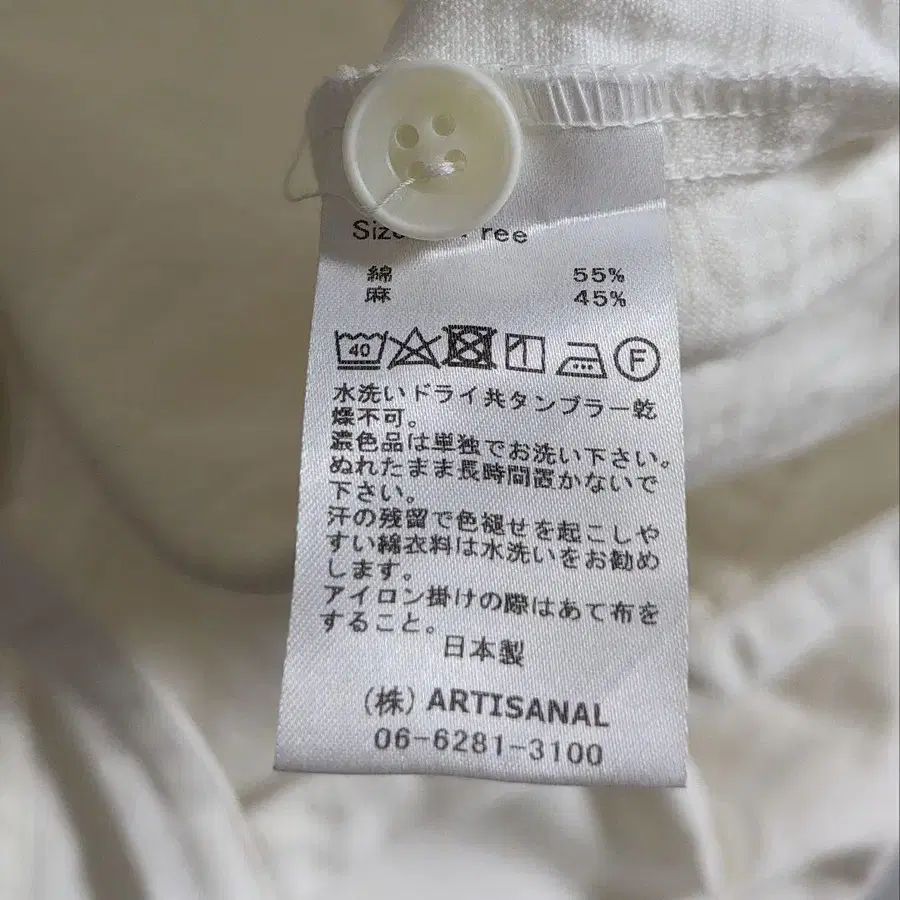 Size ree
綿 55%
麻 45%
40 F
水洗いドライ共タンブラー乾
燥不可。
濃色品は単独でお洗い下さい。
ぬれたまま長時間置かないで
下さい。
汗の残留で色褪せを起こしや
すい綿衣料は水洗いをお勧め
します。
アイロン掛けの際はあて布を
すること。
日本製
(株) ARTISANAL
06-6281-3100